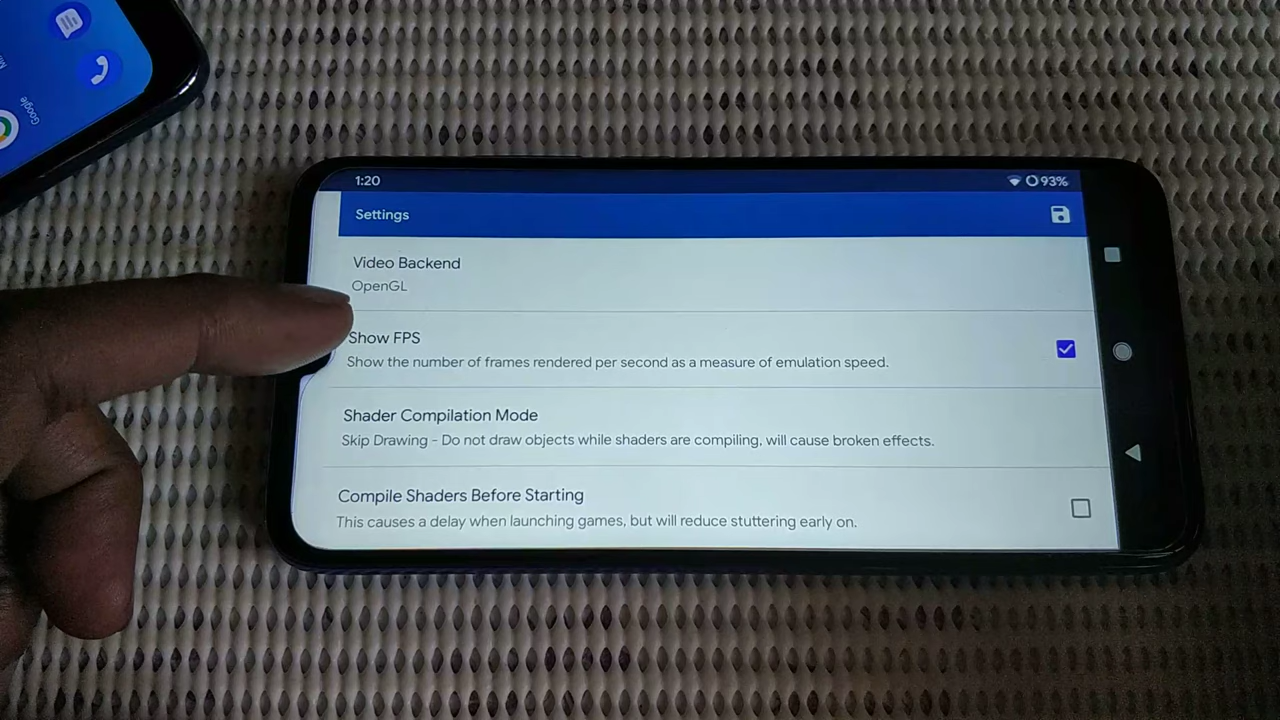 Google
1:20
93%
Settings
Video Backend
OpenGL
Show FPS
Show the number of frames rendered per second as a measure of emulation speed.
Shader Compilation Mode
Skip Drawing - Do not draw objects while shaders are compiling, will cause broken effects.
Compile Shaders Before Starting
This causes a delay when launching games, but will reduce stuttering early on.